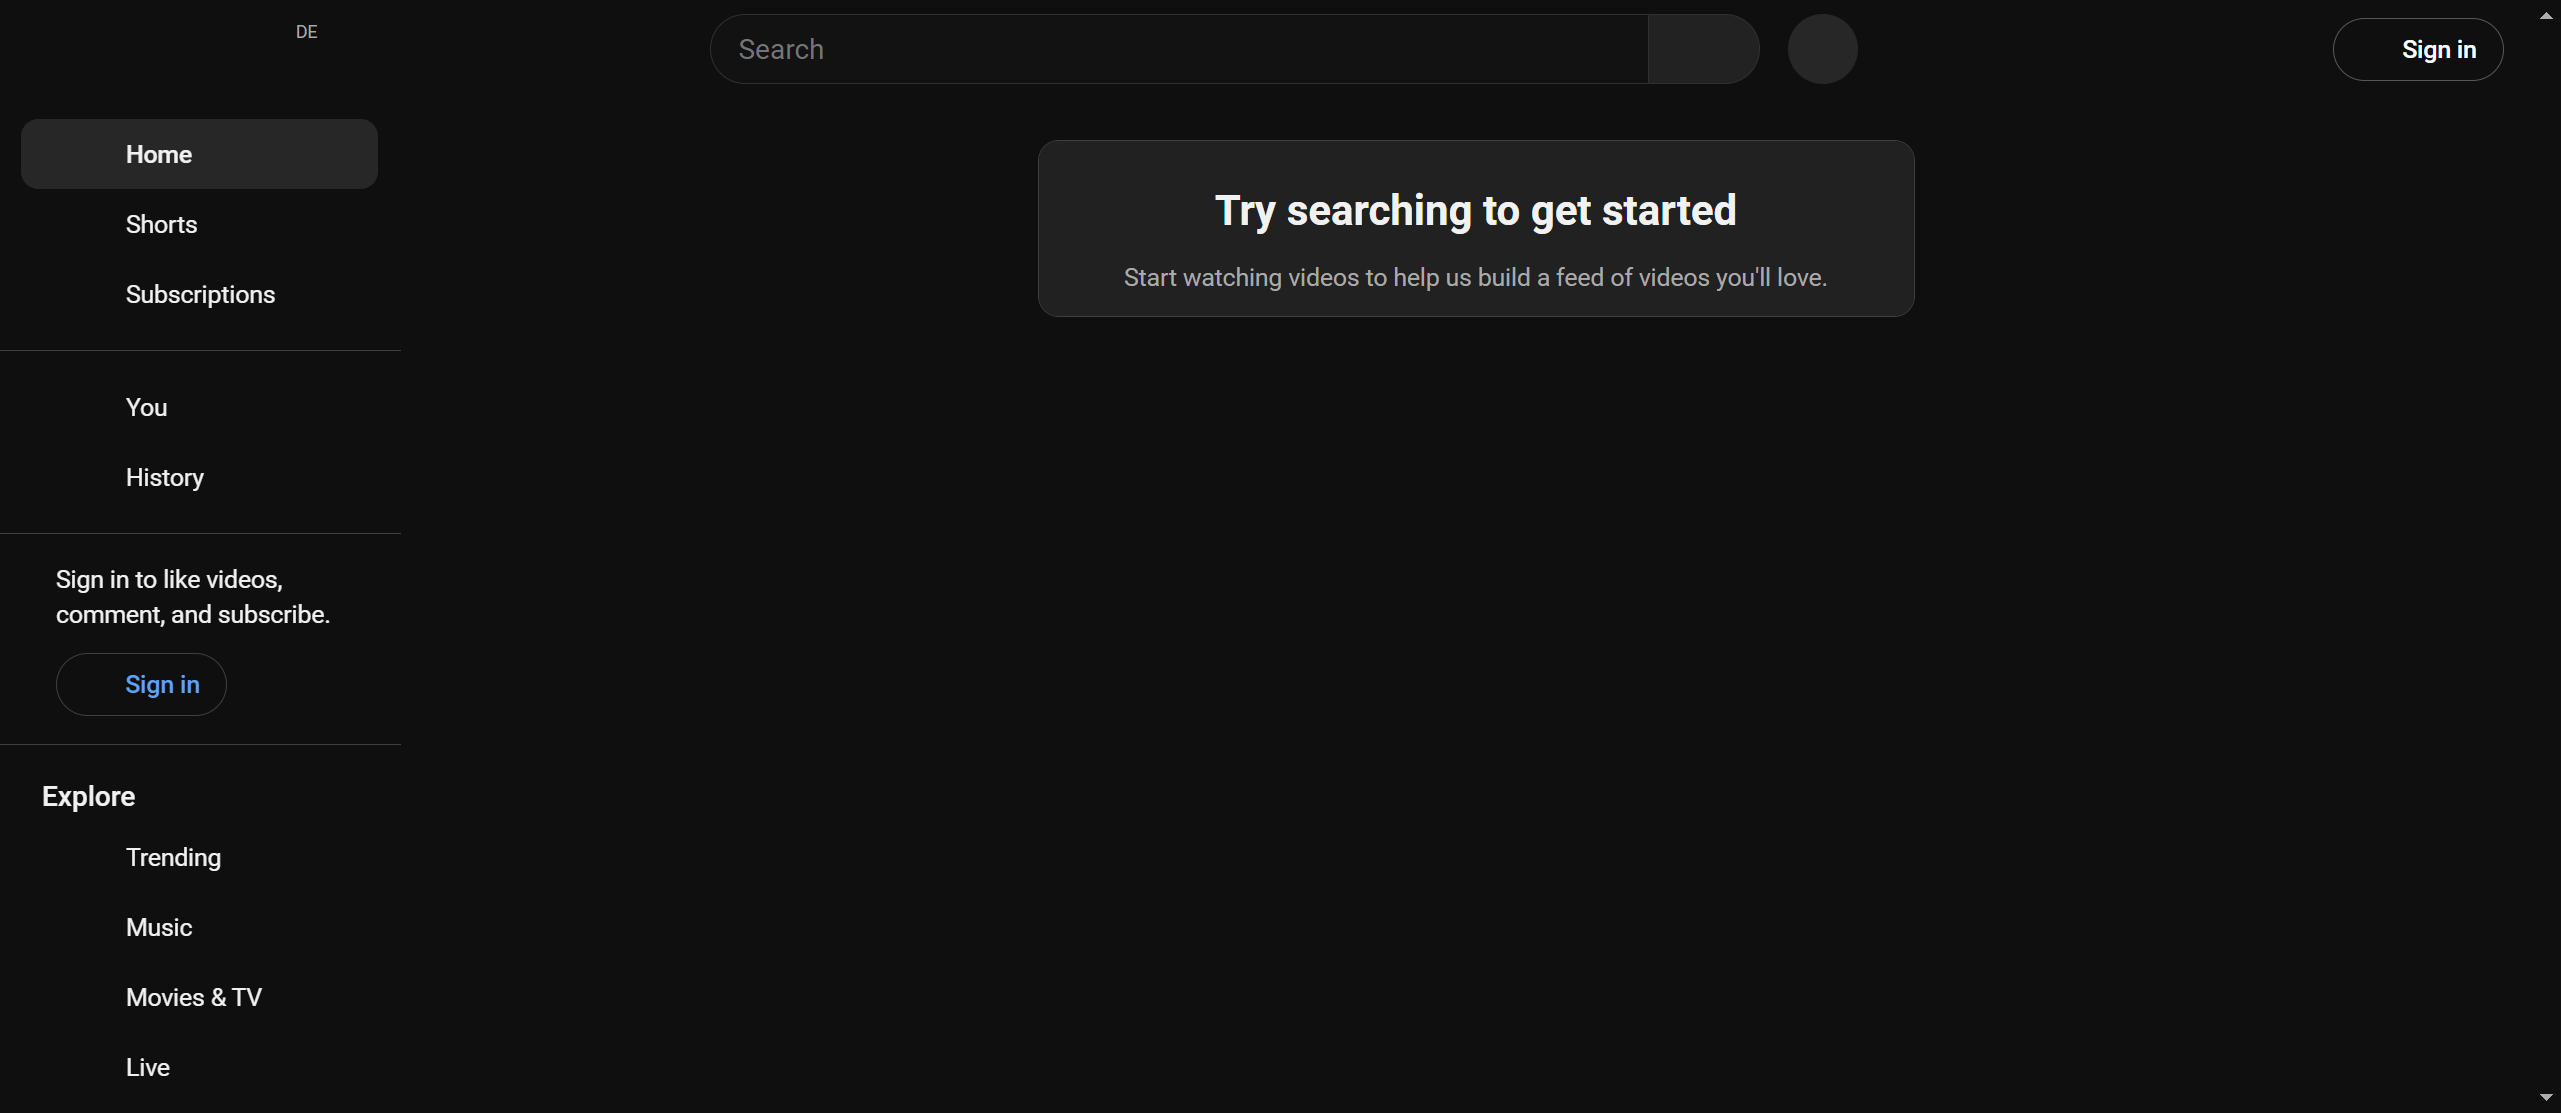 DE
Search
Sign in
Home
Shorts
Subscriptions
You
History
Sign in to like videos,
comment, and subscribe.
Sign in
Explore
Trending
Music
Movies & TV
Live
Try searching to get started
Start watching videos to help us build a feed of videos you'll love.